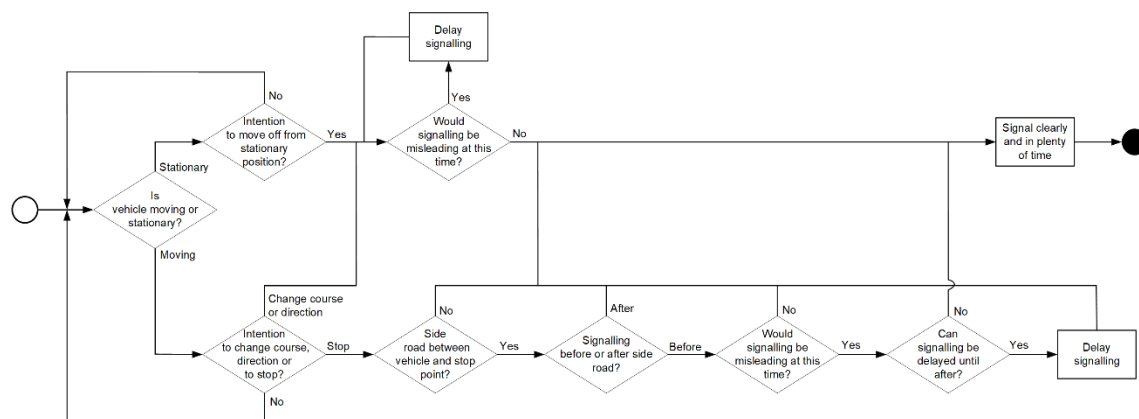 Delay
signalling
Yes
No
Intention
to move off from
stationary
position?
Yes
Would
signalling be
misleading at this
time?
No
Signal clearly
and in plenty
of time
Stationary
Is
vehicle moving or
stationary?
Moving
Change course
or direction
Intention
to change course,
direction or
to stop?
Stop
No
No
Side
road between
vehicle and stop
point?
Yes
After
Signalling
before or after side
road?
Before
No
Would
signalling be
misleading at this
time?
Yes
No
Can
signalling be
delayed until
after?
Yes
Delay
signalling